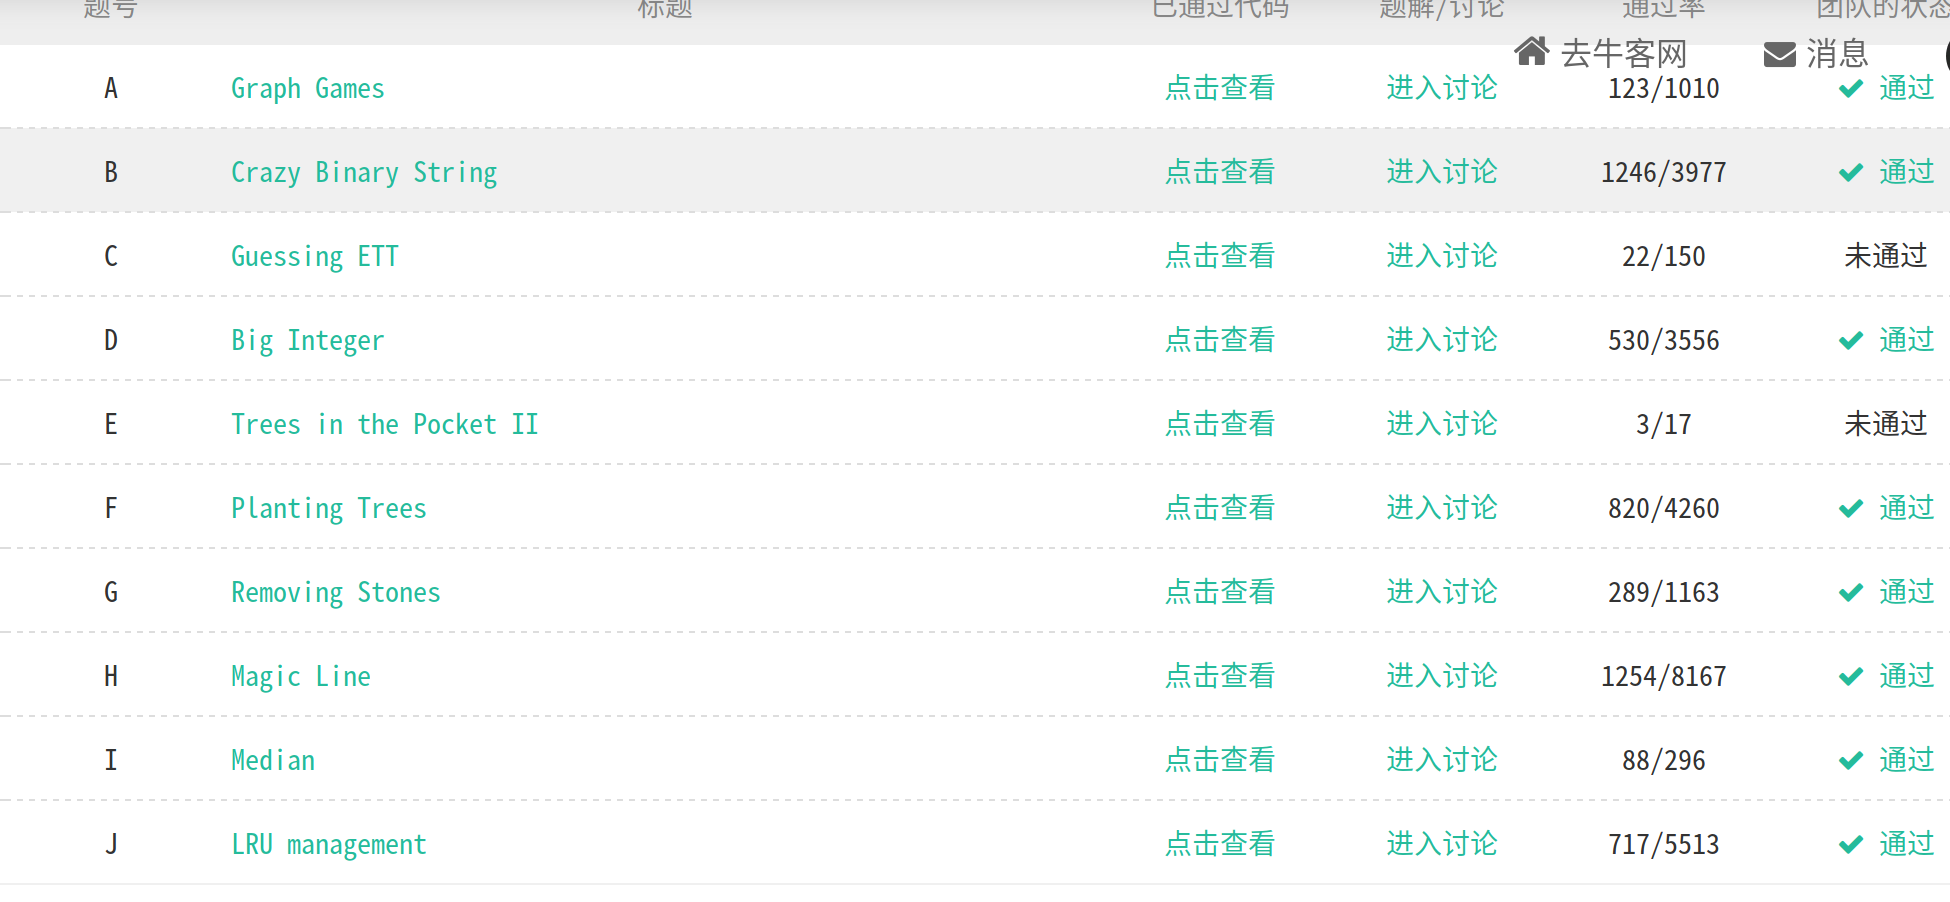 题号 标题 已通过代码 题解/讨论 通过率 团队的状态
去牛客网 消息
A Graph Games 点击查看 进入讨论 123/1010 通过
B Crazy Binary String 点击查看 进入讨论 1246/3977 通过
C Guessing ETT 点击查看 进入讨论 22/150 未通过
D Big Integer 点击查看 进入讨论 530/3556 通过
E Trees in the Pocket II 点击查看 进入讨论 3/17 未通过
F Planting Trees 点击查看 进入讨论 820/4260 通过
G Removing Stones 点击查看 进入讨论 289/1163 通过
H Magic Line 点击查看 进入讨论 1254/8167 通过
I Median 点击查看 进入讨论 88/296 通过
J LRU management 点击查看 进入讨论 717/5513 通过